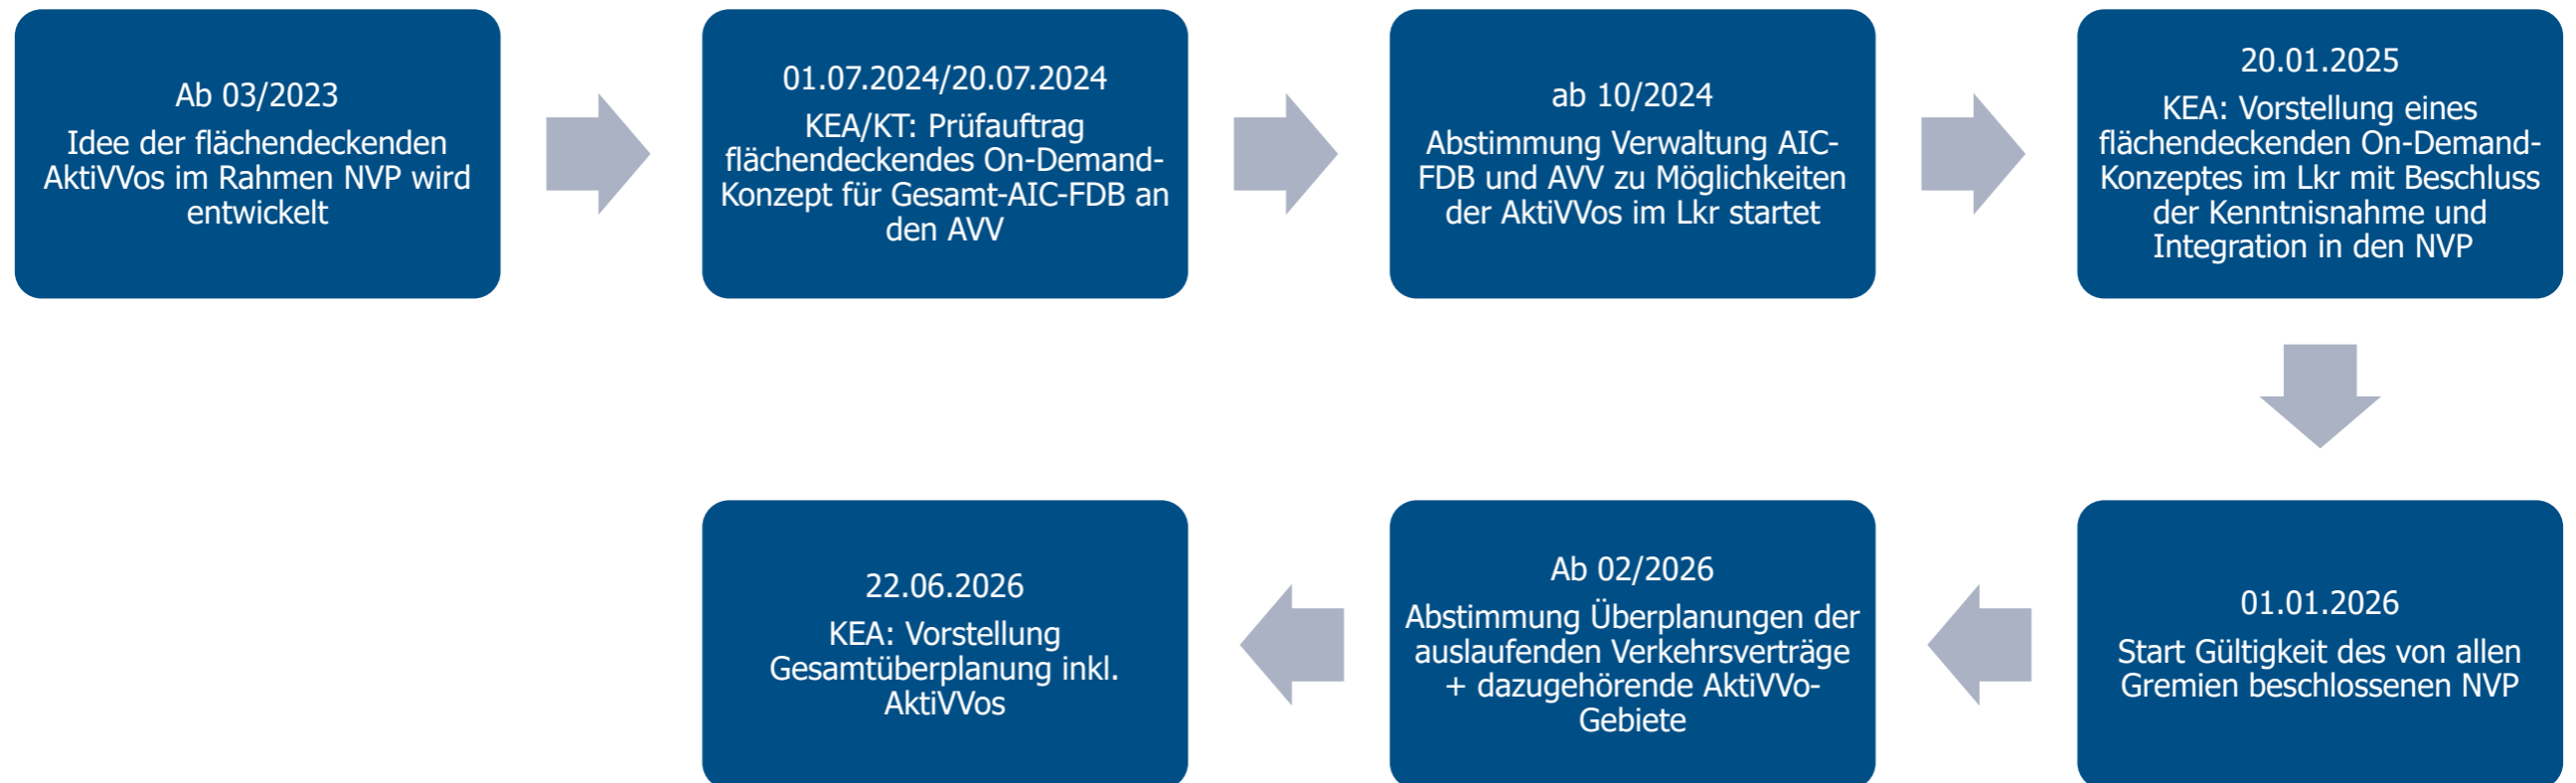 Ab 03/2023
Idee der flächendeckenden
AktiVVos im Rahmen NVP wird
entwickelt
01.07.2024/20.07.2024
KEA/KT: Prüfauftrag
flächendeckendes On-Demand-
Konzept für Gesamt-AIC-FDB an
den AVV
ab 10/2024
Abstimmung Verwaltung AIC-
FDB und AVV zu Möglichkeiten
der AktiVVos im Lkr startet
20.01.2025
KEA: Vorstellung eines
flächendeckenden On-Demand-
Konzeptes im Lkr mit Beschluss
der Kenntnisnahme und
Integration in den NVP
01.01.2026
Start Gültigkeit des von allen
Gremien beschlossenen NVP
Ab 02/2026
Abstimmung Überplanungen der
auslaufenden Verkehrsverträge
+ dazugehörende AktiVVo-
Gebiete
22.06.2026
KEA: Vorstellung
Gesamtüberplanung inkl.
AktiVVos